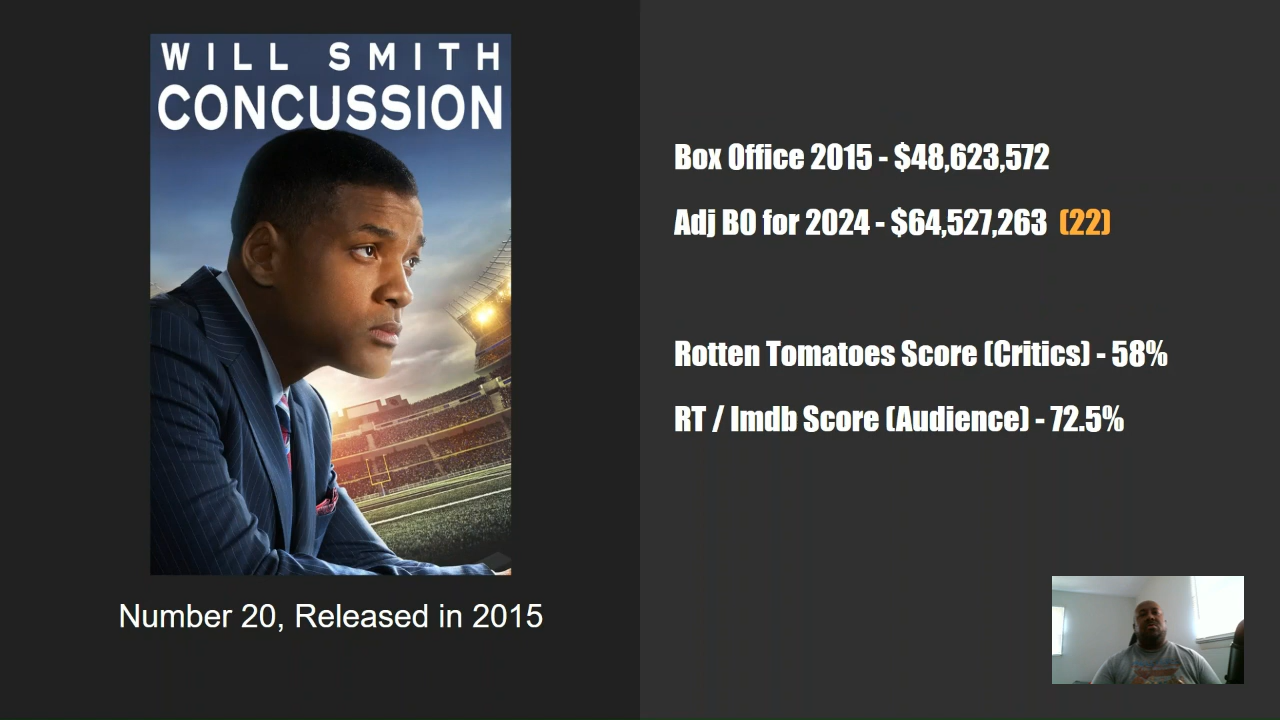 WILL SMITH
CONCUSSION
Number 20, Released in 2015
Box Office 2015 - $48,623,572
Adj BO for 2024 - $64,527,263 (22)
Rotten Tomatoes Score (Critics) - 58%
RT / Imdb Score (Audience) - 72.5%